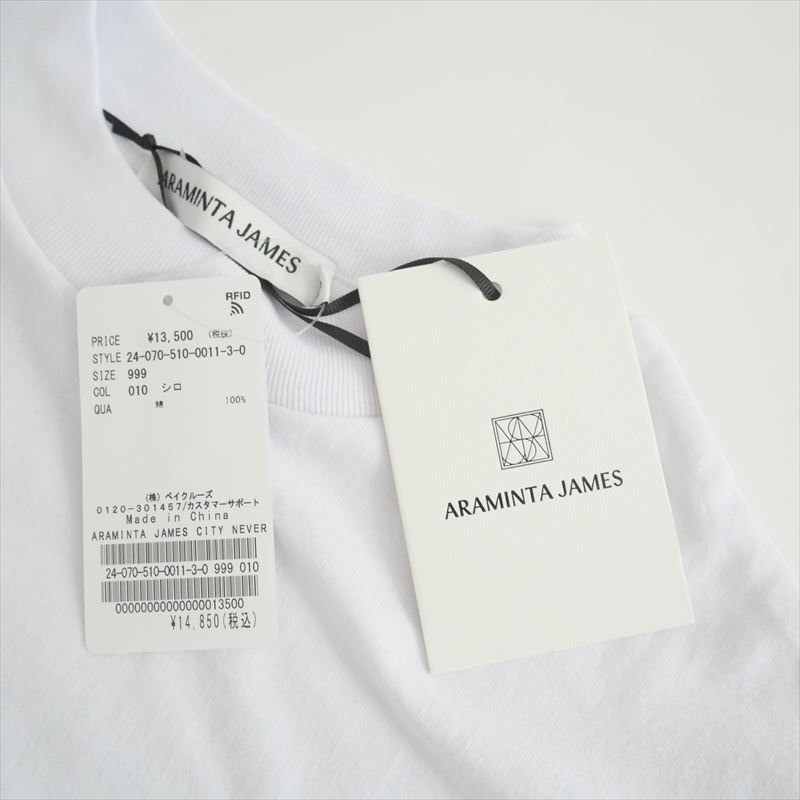 ARAMINTA JAMES
RFID
PRICE ¥13,500 (税抜)
STYLE 24-070-510-0011-3-0
SIZE 999
COL 010 シロ
QUA 綿 100%
(株) ベイクルーズ
0120-301457/カスタマーサポート
Made in China
ARAMINTA JAMES CITY NEVER
24-070-510-0011-3-0 999 010
00000000000000013500
¥14,850(税込)
ARAMINTA JAMES